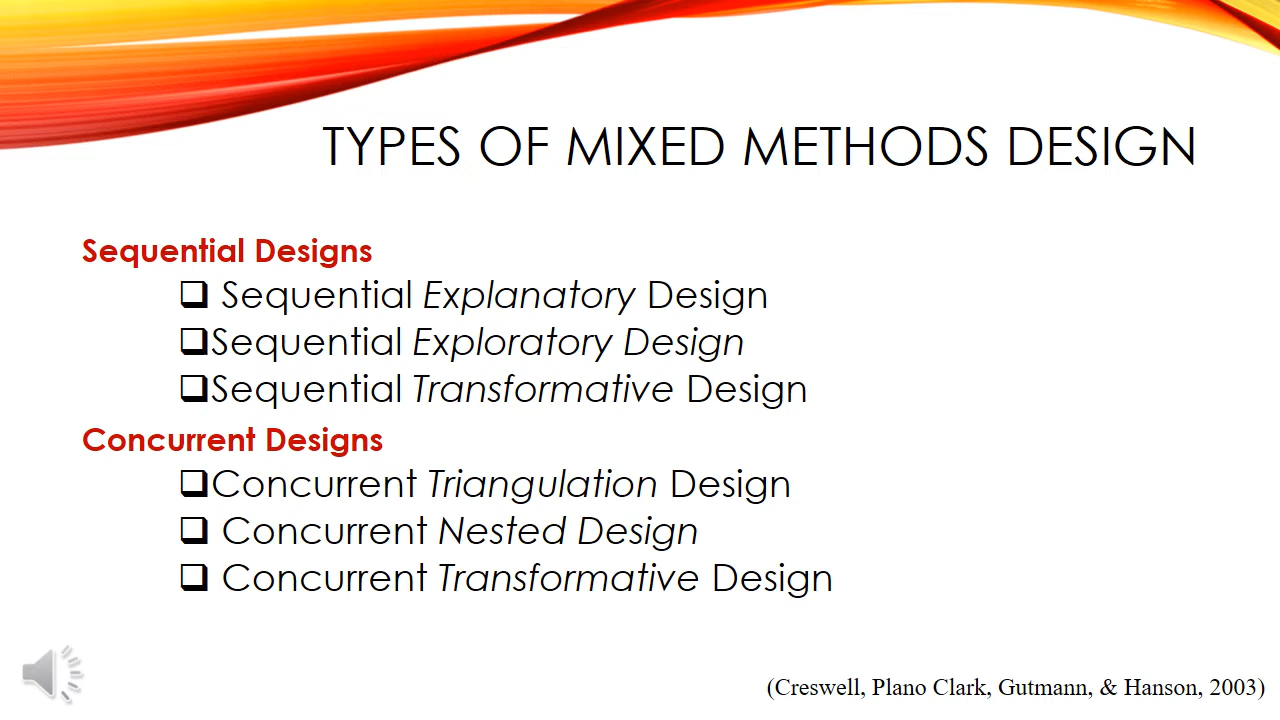 TYPES OF MIXED METHODS DESIGN
Sequential Designs
❑ Sequential Explanatory Design
❑Sequential Exploratory Design
❑Sequential Transformative Design
Concurrent Designs
❑Concurrent Triangulation Design
❑ Concurrent Nested Design
❑ Concurrent Transformative Design
(Creswell, Plano Clark, Gutmann, & Hanson, 2003)